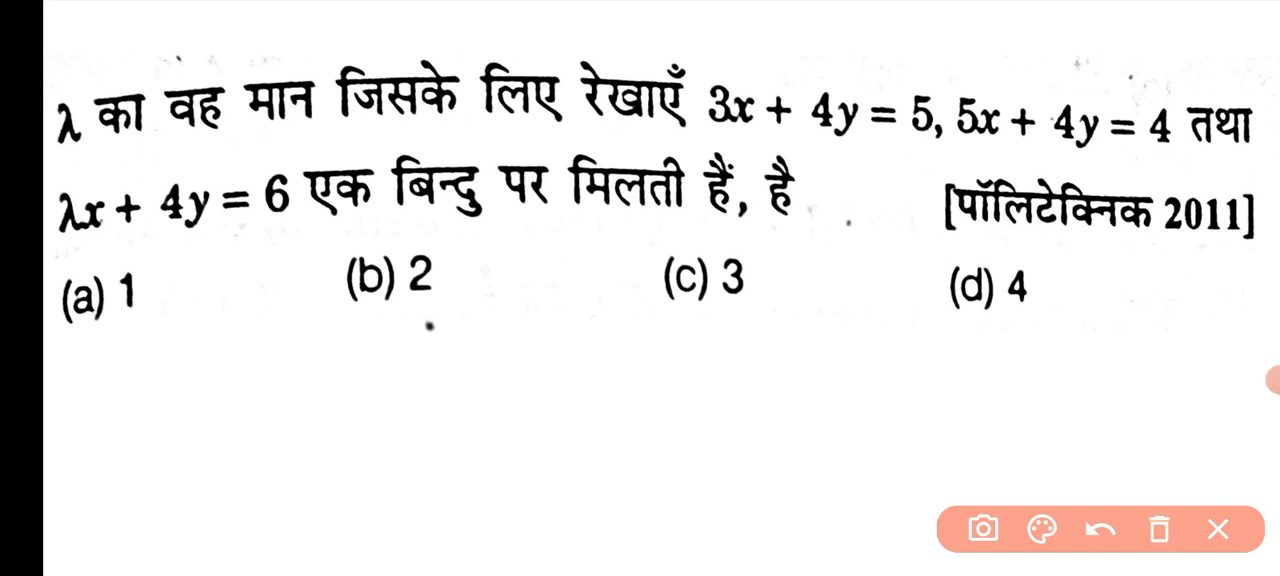 λ का वह मान जिसके लिए रेखाएँ 3x + 4y = 5, 5x + 4y = 4 तथा
λx + 4y = 6 एक बिन्दु पर मिलती हैं, है [पॉलिटेक्निक 2011]
(a) 1 (b) 2 (c) 3 (d) 4